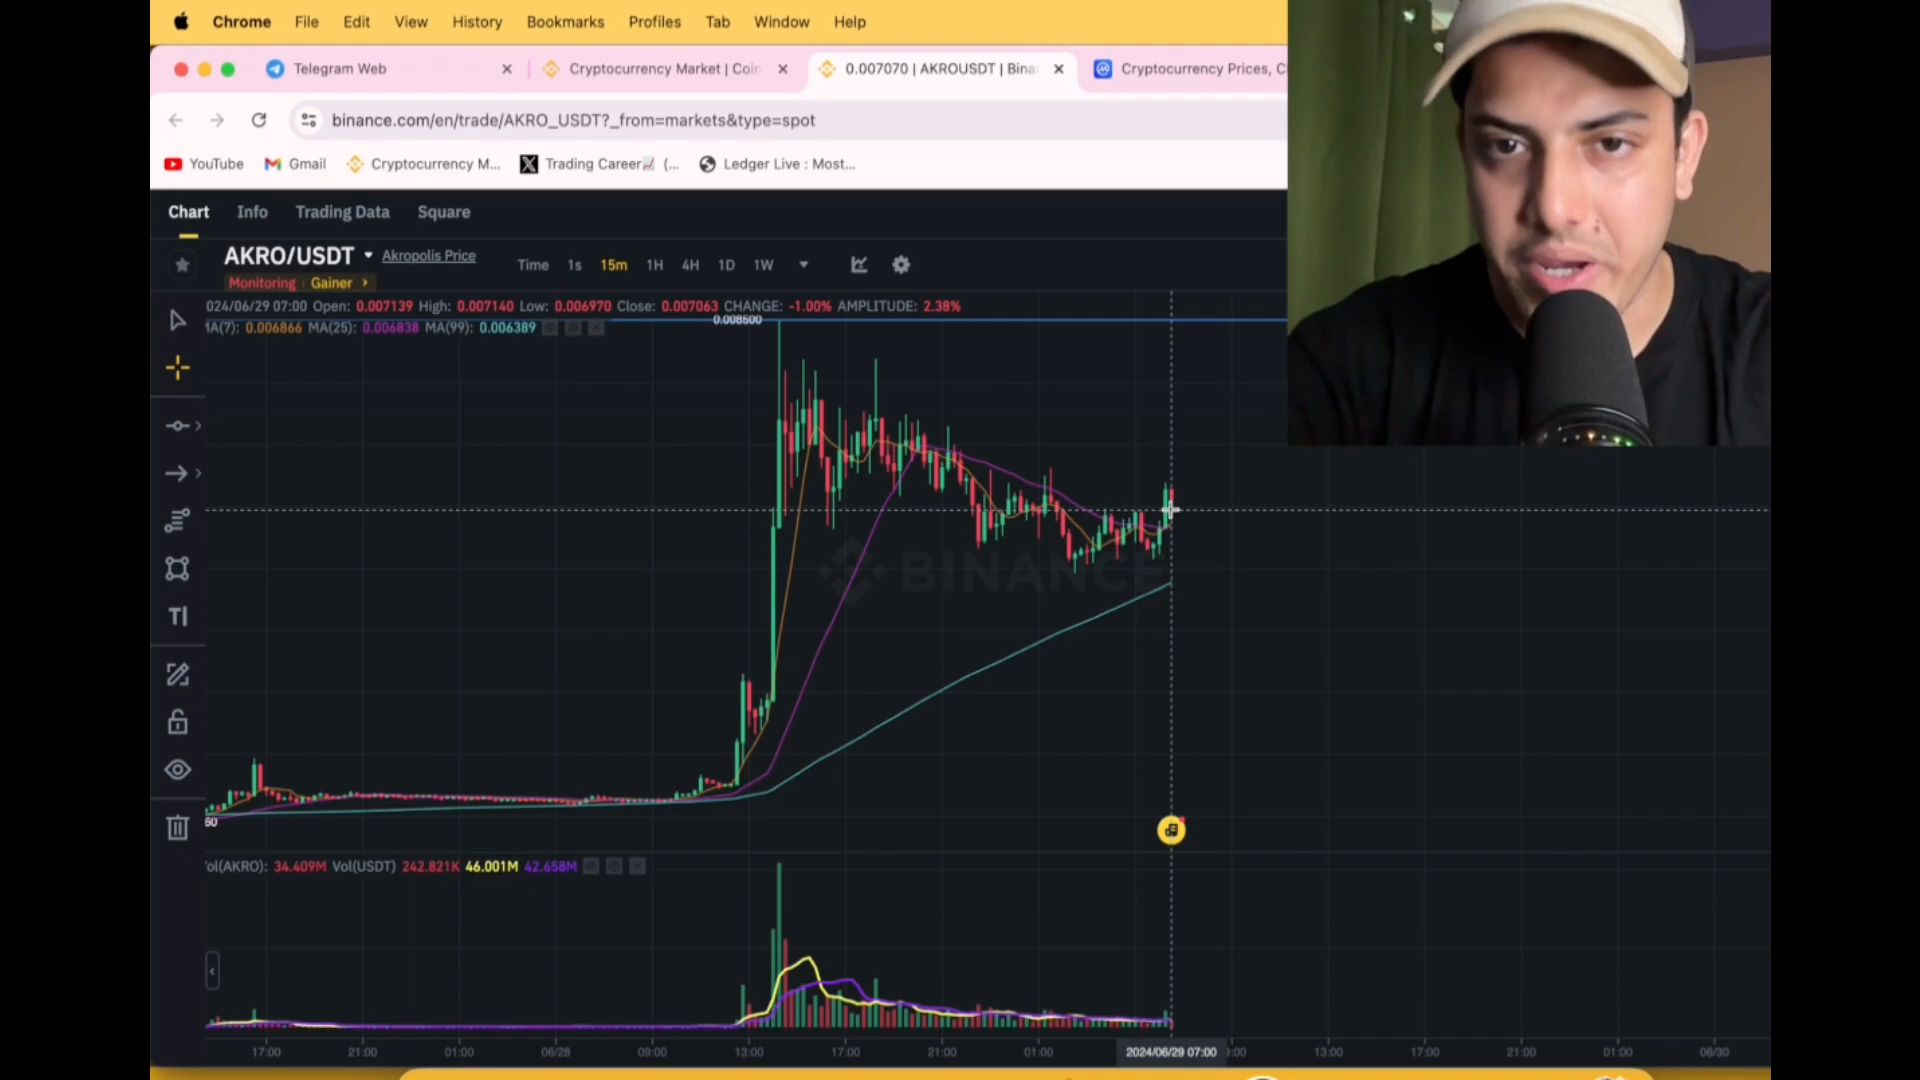 Chrome File Edit View History Bookmarks Profiles Tab Window Help
Telegram Web Cryptocurrency Market | Coin 0.007070 | AKROUSDT | Bina Cryptocurrency Prices, C
binance.com/en/trade/AKRO_USDT?_from=markets&type=spot
YouTube Gmail Cryptocurrency M... Trading Career (... Ledger Live : Most...
Chart Info Trading Data Square
AKRO/USDT Akropolis Price Time 1s 15m 1H 4H 1D 1W
Monitoring Gainer
024/06/29 07:00 Open: 0.007139 High: 0.007140 Low: 0.006970 Close: 0.007063 CHANGE: -1.00% AMPLITUDE: 2.38%
MA(7): 0.006866 MA(25): 0.006838 MA(99): 0.006389
0.008500
BINANCE
60
ol(AKRO): 34.409M Vol(USDT) 242.821K 46.001M 42.658M
17:00 21:00 01:00 06/28 09:00 13:00 17:00 21:00 01:00 2024/06/29 07:00 :00 13:00 17:00 21:00 01:00 06/30